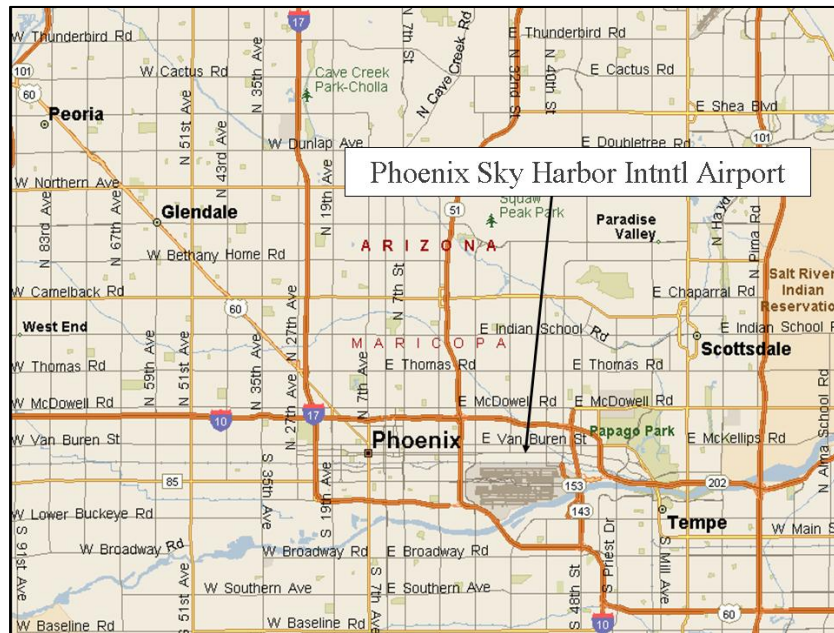 W Thunderbird Rd
17
N 7th St
E Thunderbird Rd
101
W Cactus Rd
N 35th Ave
Cave Creek
Park-Cholla
N Cave Creek Rd
N 32nd St
N 40th St
E Cactus Rd
60
Peoria
N 51st Ave
N 43rd Ave
E Shea Blvd
101
W Dunlap Ave
E Doubletree Rd
Phoenix Sky Harbor Intntl Airport
W Northern Ave
N 19th Ave
51
Squaw
Peak Park
Glendale
N 83rd Ave
N 67th Ave
Paradise
Valley
N Pima Rd
ARIZONA
W Bethany Home Rd
Salt River
Indian
Reservation
W Camelback Rd
N 7th St
E Chaparral Rd
60
West End
N 27th Ave
E Indian School Rd
E Indian School R
MARICOPA
Scottsdale
W Thomas Rd
N 59th Ave
N 51st Ave
N 35th Ave
N 7th Ave
E Thomas Rd
E Thomas Rd
W McDowell Rd
E McDowell Rd
E McDowell Rd
N Alma School Rd
10
17
N 27th Ave
W Van Buren St
Phoenix
E Van Buren St
Papago Park
E McKellips Rd
85
S 35th Ave
S 19th Ave
153
202
143
W Lower Buckeye Rd
Tempe
S 91st Ave
W Main S
W Broadway Rd
W Broadway Rd
E Broadway Rd
S Priest Dr
S Mill Ave
W Southern Ave
E Southern Ave
S 51st Ave
S 7th Ave
S 48th St
60
W Baseline Rd
W Baseline Rd
10